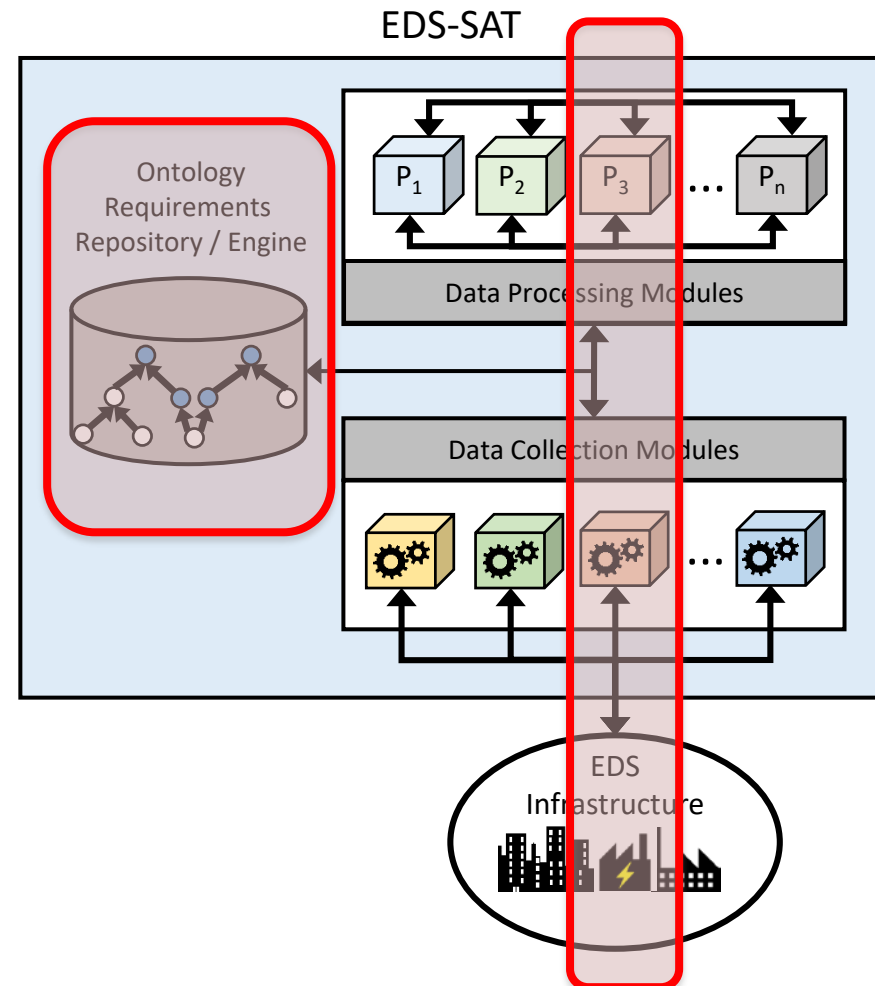 EDS-SAT
Ontology
Requirements
Repository / Engine
P1 P2 P3 ... Pn
Data Processing Modules
Data Collection Modules
...
EDS
Infrastructure